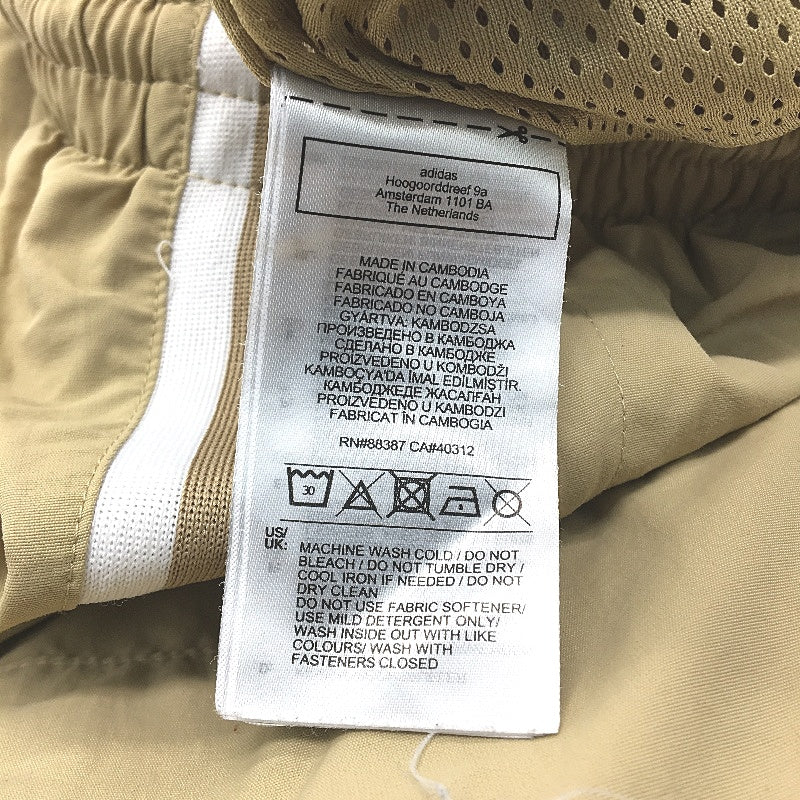 adidas
Hoogoorddreef 9a
Amsterdam 1101 BA
The Netherlands
MADE IN CAMBODIA
FABRIQUÉ AU CAMBODGE
FABRICADO EN CAMBOYA
FABRICADO NO CAMBOJA
GYÁRTVA: KAMBODZSA
ПРОИЗВЕДЕНО В КАМБОДЖА
СДЕЛАНО В КАМБОДЖЕ
PROIZVEDENO U KOMBODŽI
KAMBOÇYA'DA İMAL EDİLMİŞTİR.
КАМБОДЖЕДЕ ЖАСАЛҒАН
PROIZVEDENO U KAMBODZI
FABRICAT ÎN CAMBOGIA
RN#88387 CA#40312
30
US/
UK:
MACHINE WASH COLD / DO NOT
BLEACH / DO NOT TUMBLE DRY /
COOL IRON IF NEEDED / DO NOT
DRY CLEAN
DO NOT USE FABRIC SOFTENER/
USE MILD DETERGENT ONLY/
WASH INSIDE OUT WITH LIKE
COLOURS/ WASH WITH
FASTENERS CLOSED